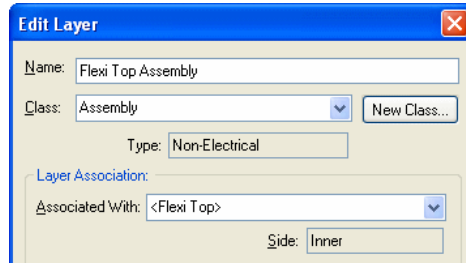 Edit Layer
Name: Flexi Top Assembly
Class: Assembly New Class...
Type: Non-Electrical
Layer Association:
Associated With: <Flexi Top>
Side: Inner